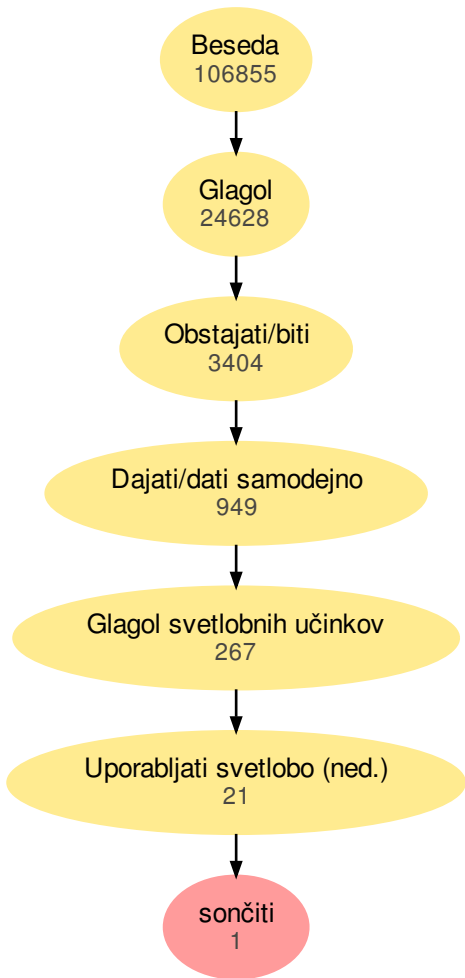 Beseda
106855
Glagol
24628
Obstajati/biti
3404
Dajati/dati samodejno
949
Glagol svetlobnih učinkov
267
Uporabljati svetlobo (ned.)
21
sončiti
1